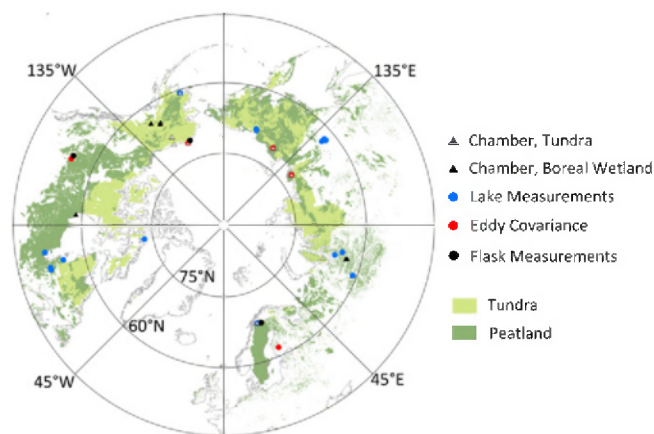 135°W
135°E
75°N
60°N
45°W
45°E
Chamber, Tundra
Chamber, Boreal Wetland
Lake Measurements
Eddy Covariance
Flask Measurements
Tundra
Peatland